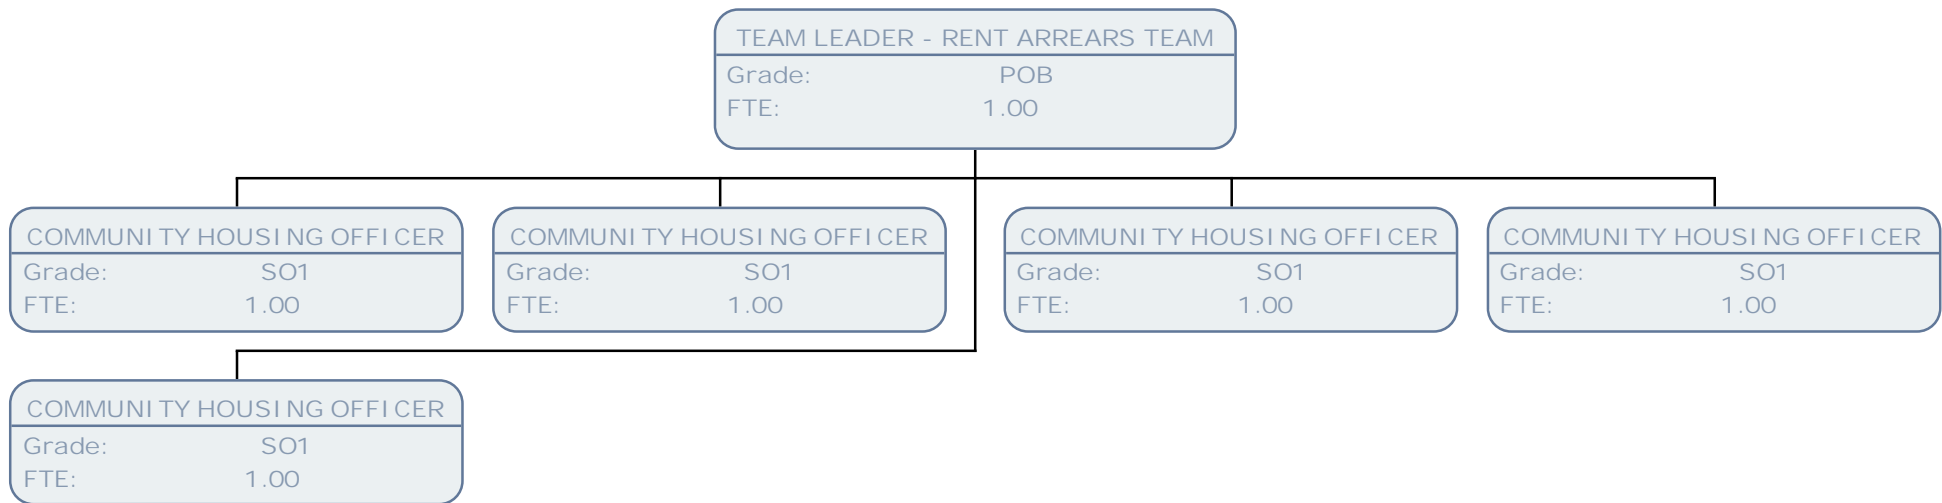 TEAM LEADER - RENT ARREARS TEAM
Grade: POB
FTE: 1.00
COMMUNITY HOUSING OFFICER
Grade: SO1
FTE: 1.00
COMMUNITY HOUSING OFFICER
Grade: SO1
FTE: 1.00
COMMUNITY HOUSING OFFICER
Grade: SO1
FTE: 1.00
COMMUNITY HOUSING OFFICER
Grade: SO1
FTE: 1.00
COMMUNITY HOUSING OFFICER
Grade: SO1
FTE: 1.00